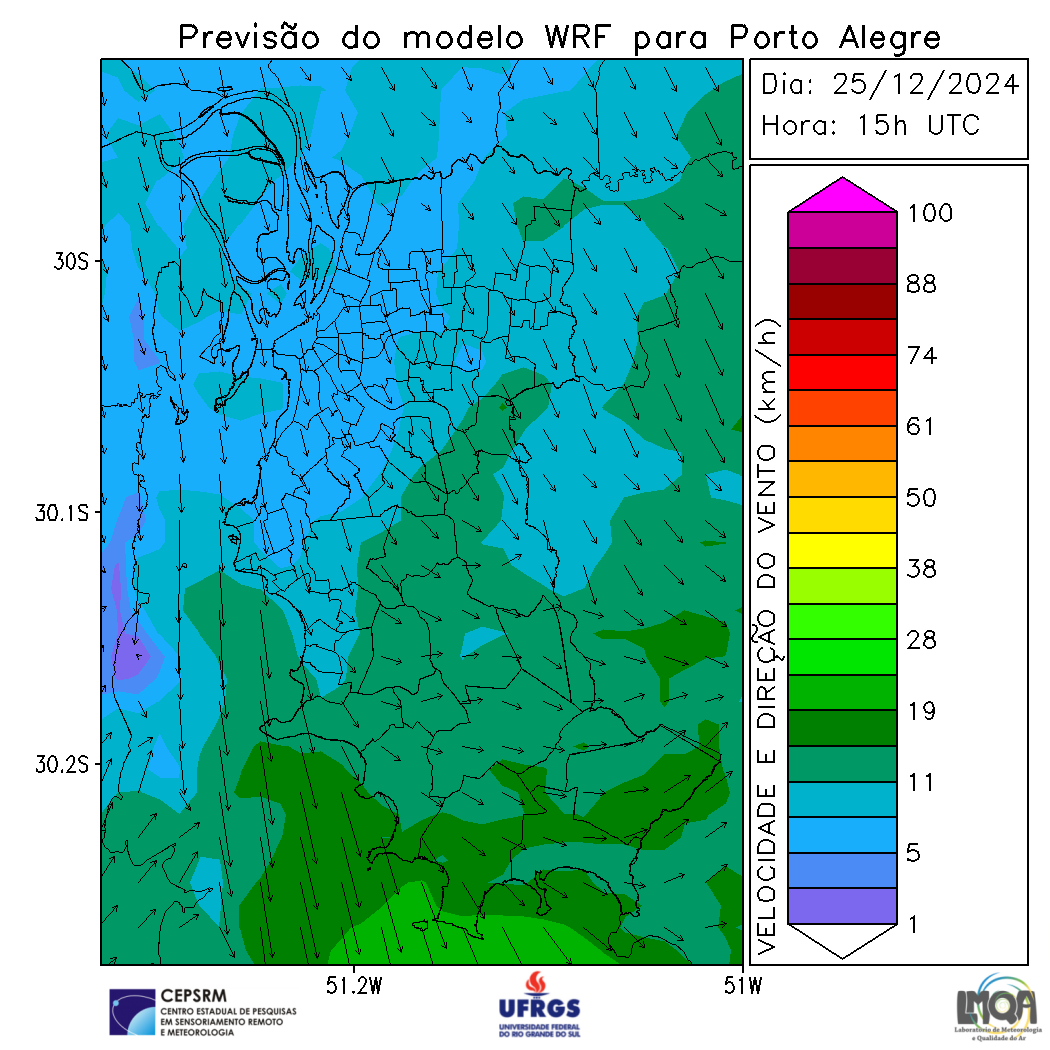 Previsão do modelo WRF para Porto Alegre
Dia: 25/12/2024
Hora: 15h UTC
30S
30.1S
30.2S
51.2W
51W
VELOCIDADE E DIREÇÃO DO VENTO (km/h)
100
88
74
61
50
38
28
19
11
5
1
CEPSRM
CENTRO ESTADUAL DE PESQUISAS
EM SENSORIAMENTO REMOTO
E METEOROLOGIA
UFRGS
UNIVERSIDADE FEDERAL
DO RIO GRANDE DO SUL
LMQA
Laboratório de Meteorologia
e Qualidade do Ar